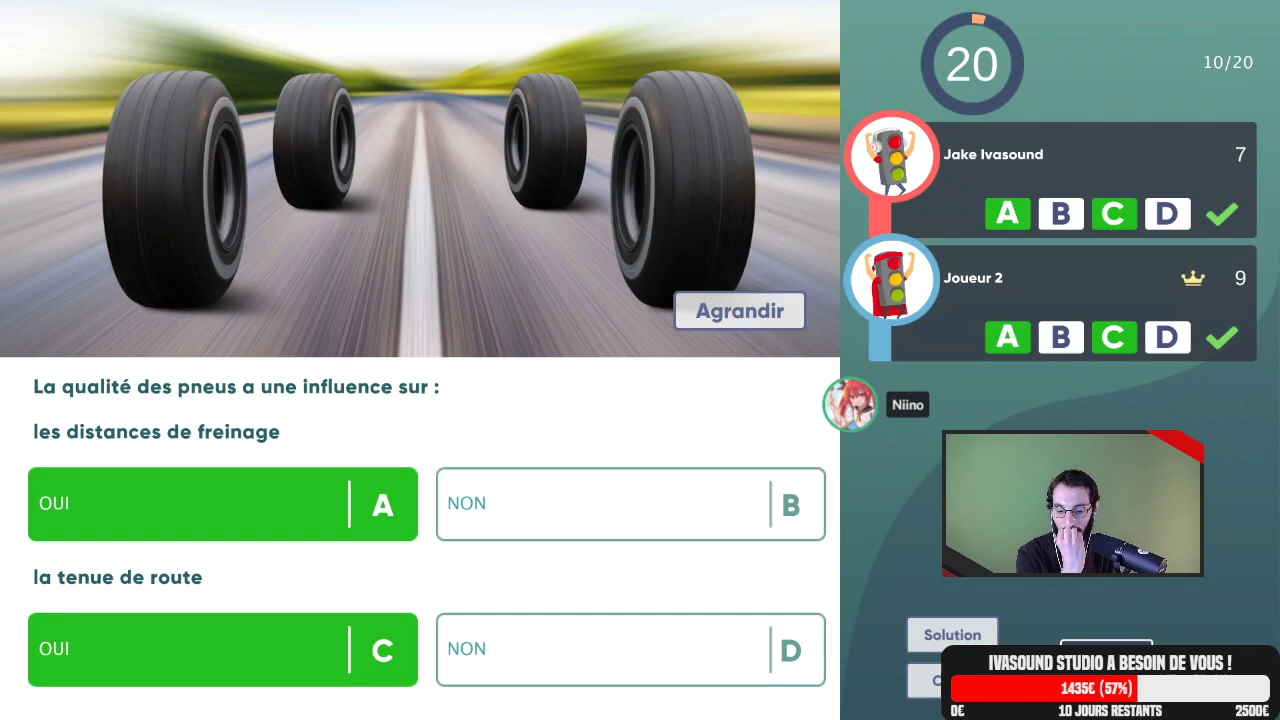 Agrandir
La qualité des pneus a une influence sur :
les distances de freinage
OUI
A
NON
B
la tenue de route
OUI
C
NON
D
20
10/20
Jake Ivasound
7
A B C D
Joueur 2
9
A B C D
Niino
Solution
IVASOUND STUDIO A BESOIN DE VOUS !
1435€ (57%)
0€ 10 JOURS RESTANTS 2500€